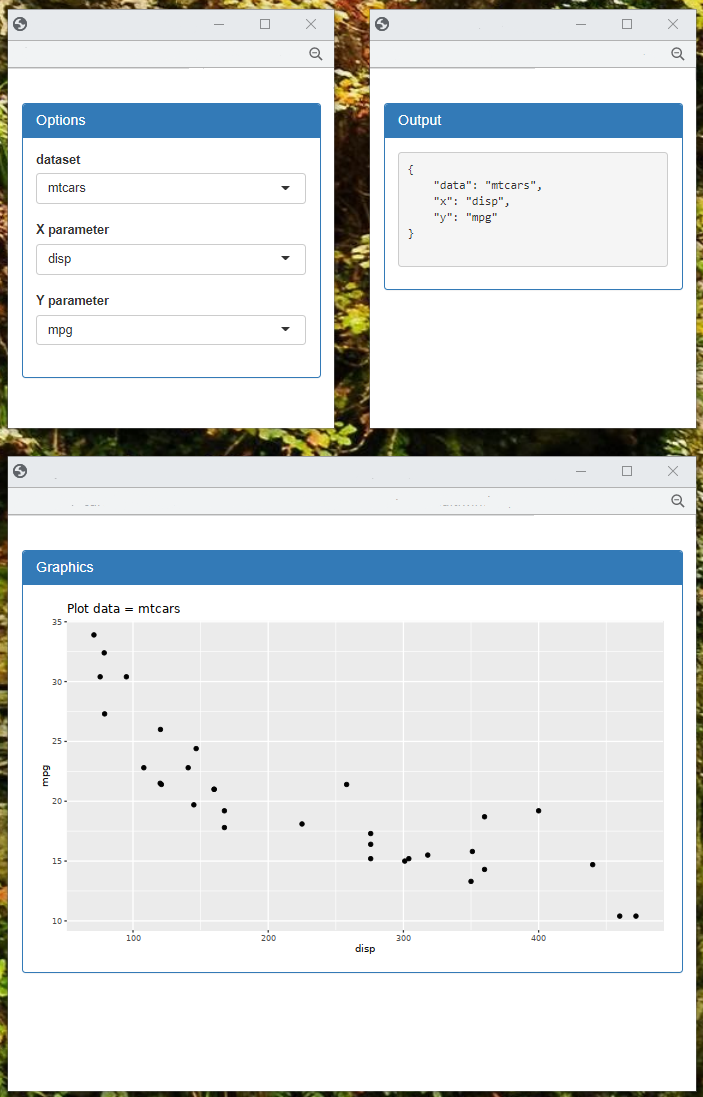 Options
dataset
mtcars
X parameter
disp
Y parameter
mpg
Output
{
    "data": "mtcars",
    "x": "disp",
    "y": "mpg"
}
Graphics
Plot data = mtcars
35
30
25
20
15
10
mpg
100 200 300 400
disp